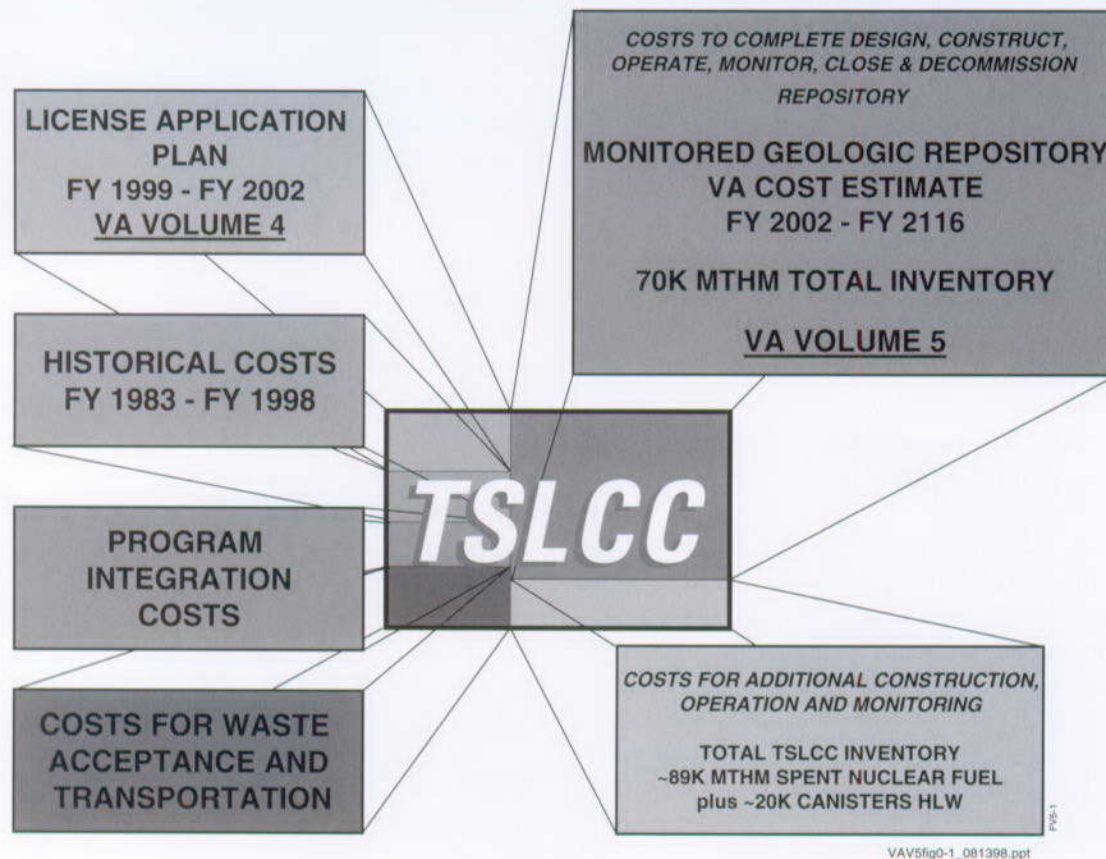 LICENSE APPLICATION
PLAN
FY 1999 - FY 2002
VA VOLUME 4
HISTORICAL COSTS
FY 1983 - FY 1998
PROGRAM
INTEGRATION
COSTS
COSTS FOR WASTE
ACCEPTANCE AND
TRANSPORTATION
TSLCC
COSTS TO COMPLETE DESIGN, CONSTRUCT,
OPERATE, MONITOR, CLOSE & DECOMMISSION
REPOSITORY
MONITORED GEOLOGIC REPOSITORY
VA COST ESTIMATE
FY 2002 - FY 2116
70K MTHM TOTAL INVENTORY
VA VOLUME 5
COSTS FOR ADDITIONAL CONSTRUCTION,
OPERATION AND MONITORING
TOTAL TSLCC INVENTORY
~89K MTHM SPENT NUCLEAR FUEL
plus ~20K CANISTERS HLW
FV5-1
VAV5fig0-1_081398.ppt